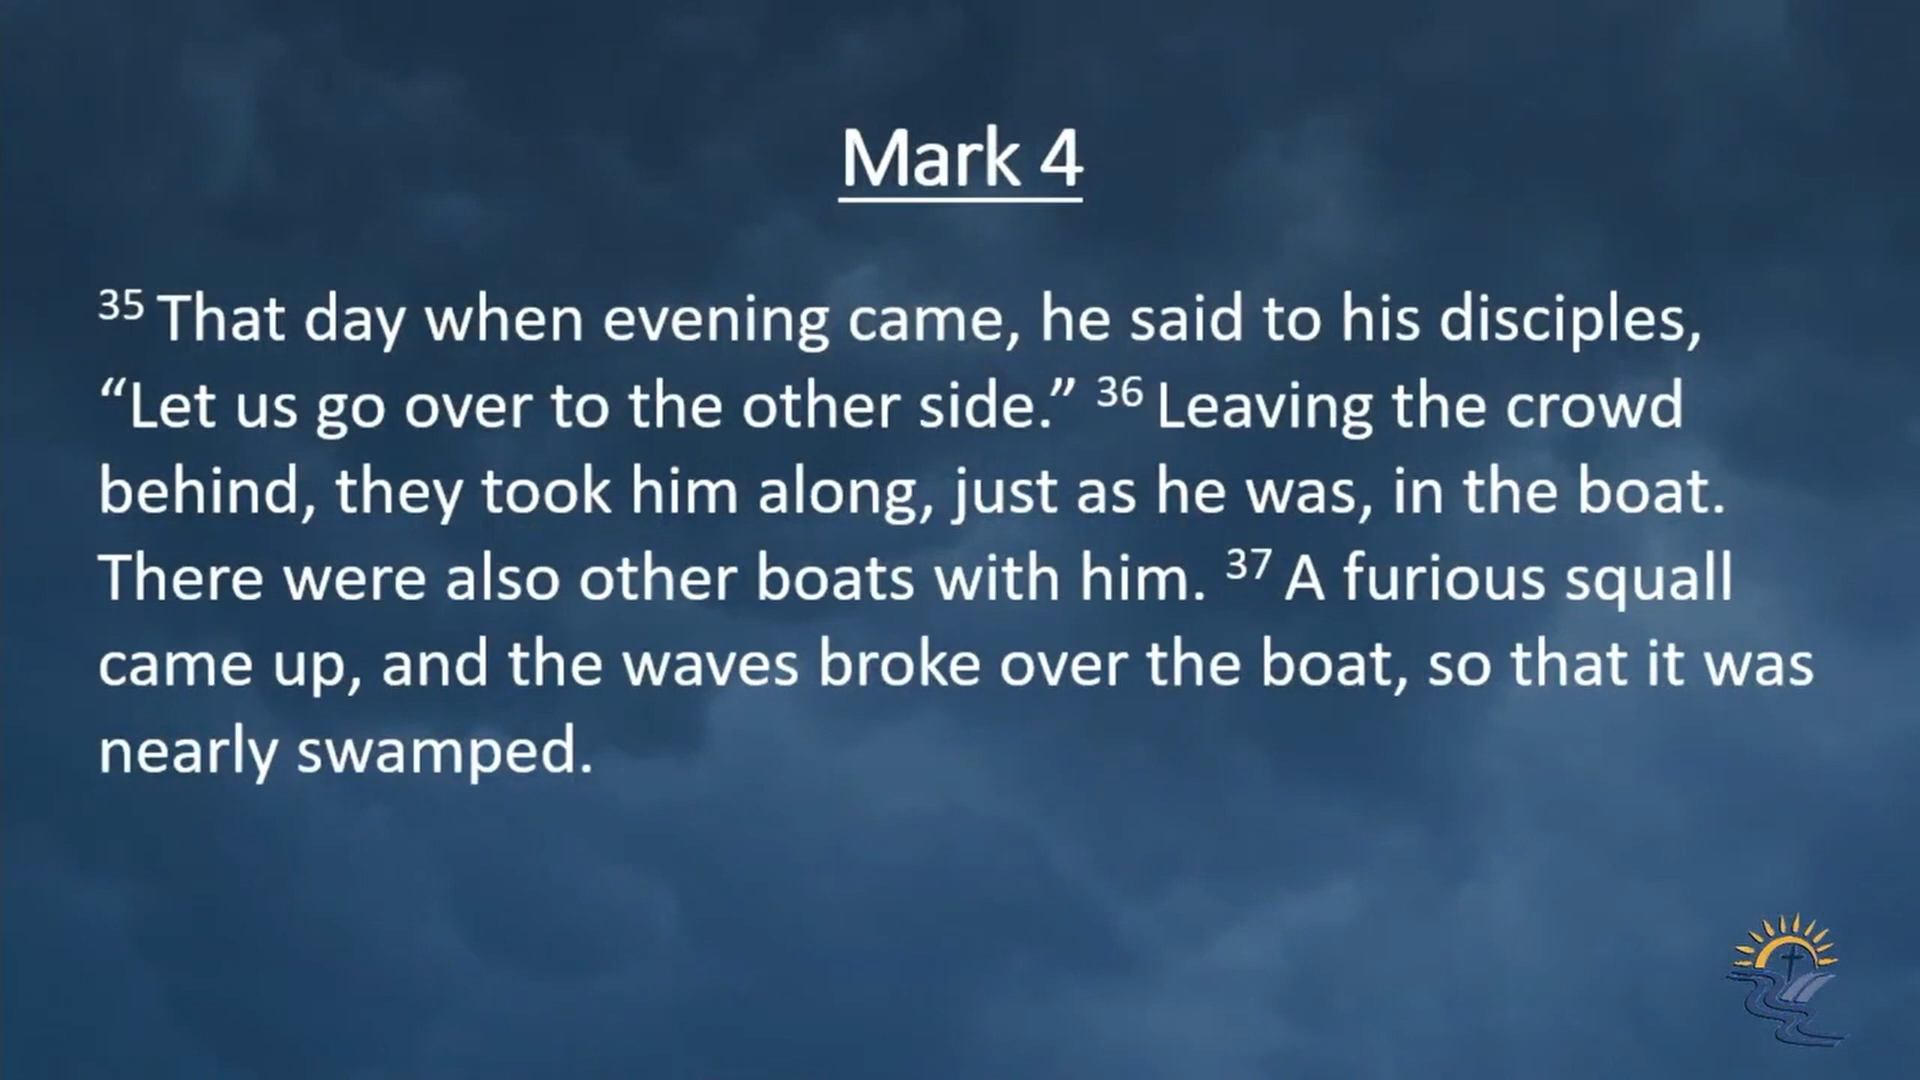 Mark 4
35 That day when evening came, he said to his disciples,
“Let us go over to the other side.” 36 Leaving the crowd
behind, they took him along, just as he was, in the boat.
There were also other boats with him. 37 A furious squall
came up, and the waves broke over the boat, so that it was
nearly swamped.